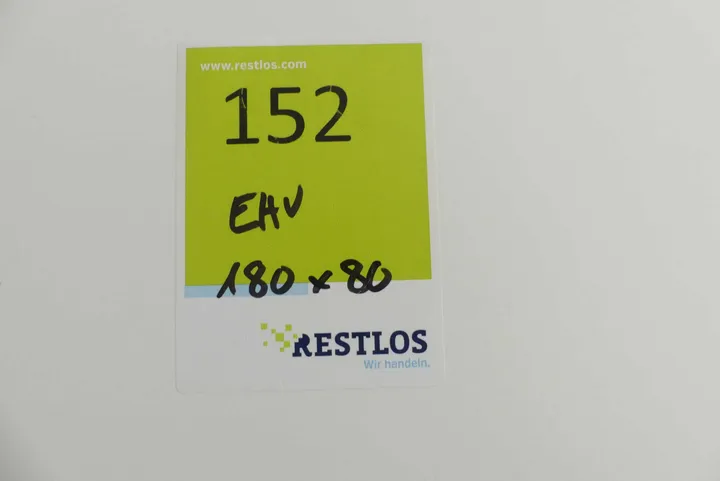 www.restlos.com
152
EHV
180 x 80
RESTLOS
Wir handeln.